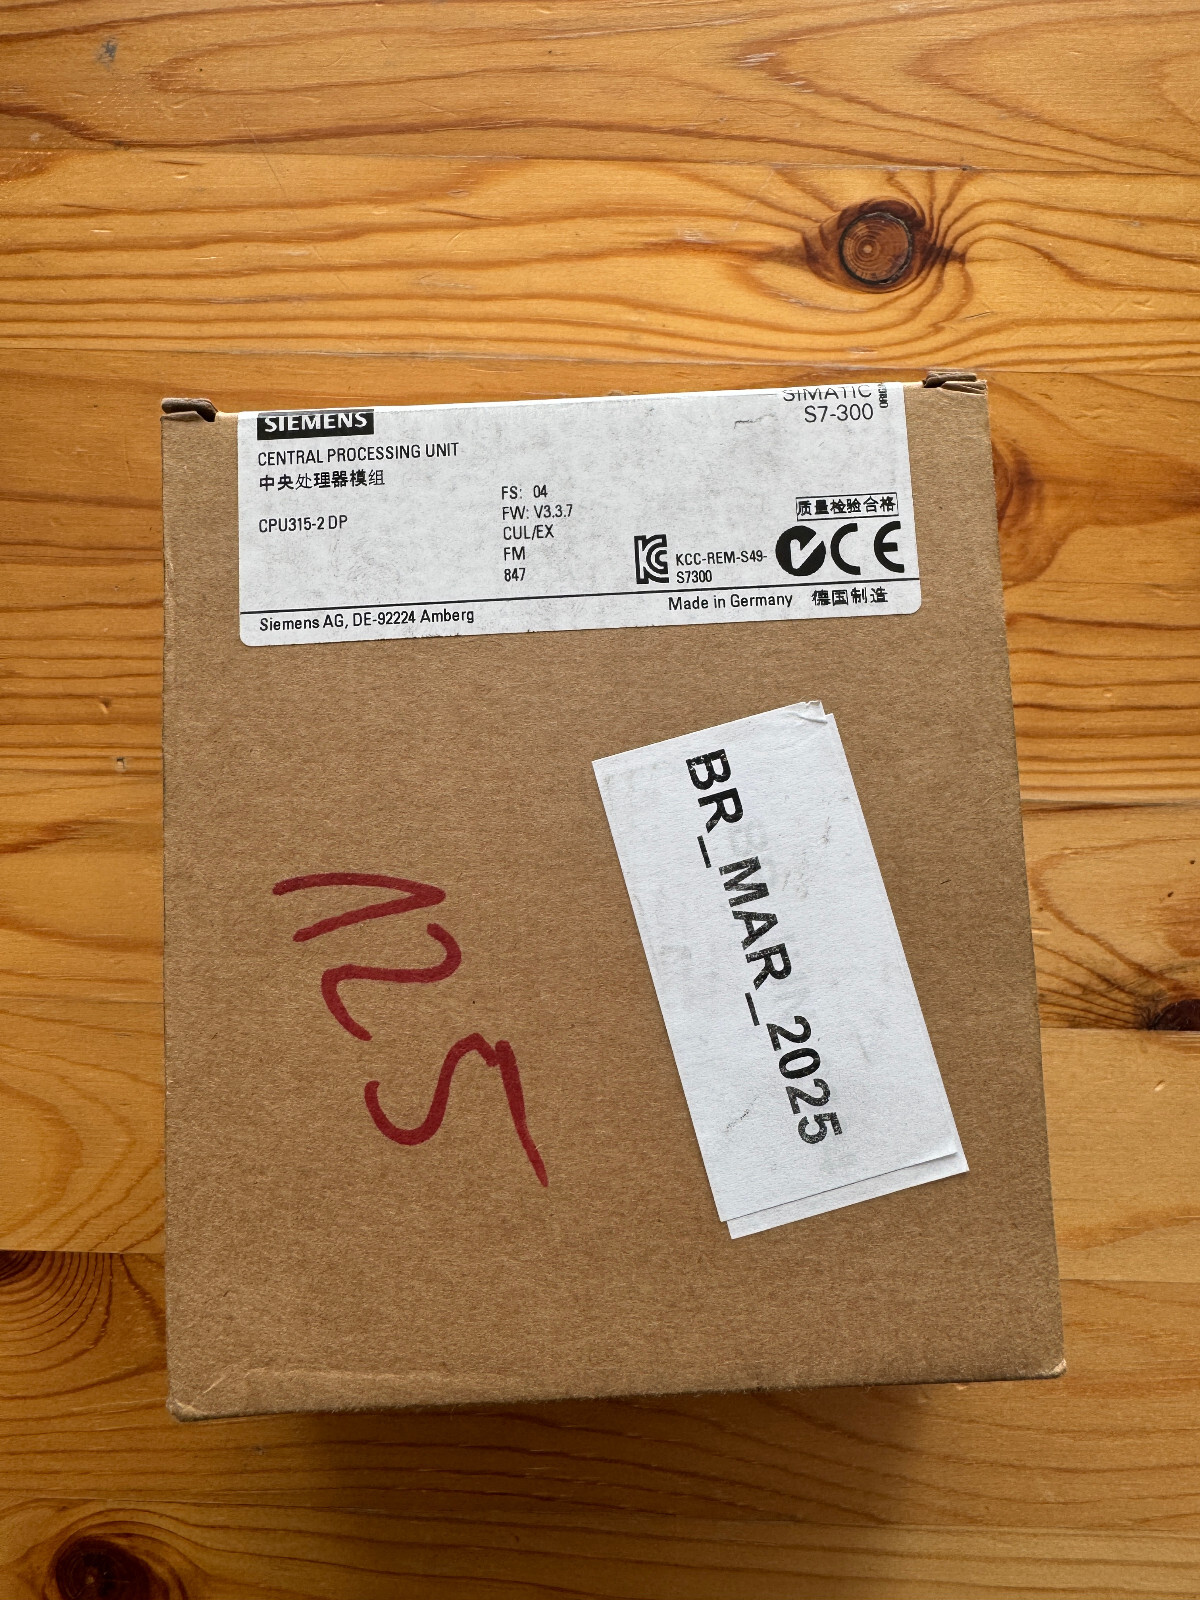 SIEMENS
SIMATIC
S7-300
CENTRAL PROCESSING UNIT
中央处理器模组
CPU315-2 DP
FS: 04
FW: V3.3.7
CUL/EX
FM
847
质量检验合格
KCC-REM-S49-
S7300
CE
Siemens AG, DE-92224 Amberg
Made in Germany 德国制造
BR_MAR_2025